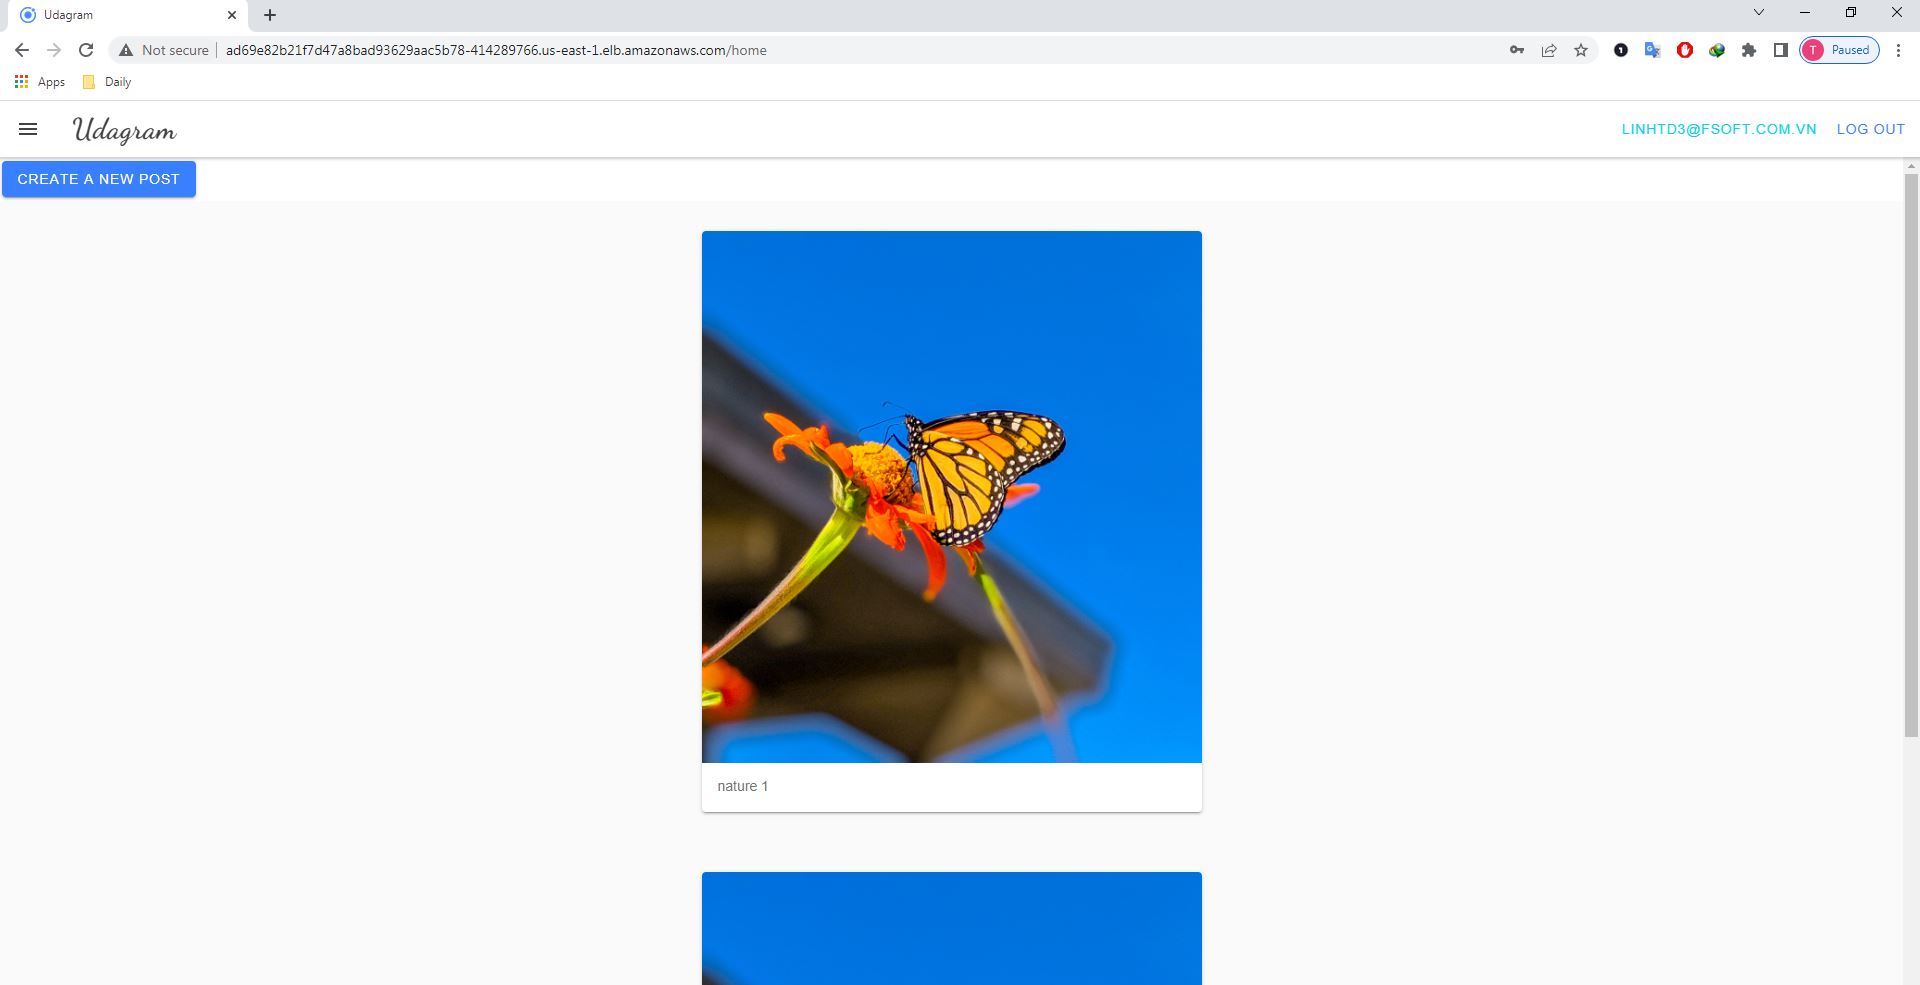 Udagram
Not secure
ad69e82b21f7d47a8bad93629aac5b78-414289766.us-east-1.elb.amazonaws.com/home
T
Paused
Apps
Daily
Udagram
LINHTD3@FSOFT.COM.VN
LOG OUT
CREATE A NEW POST
nature 1